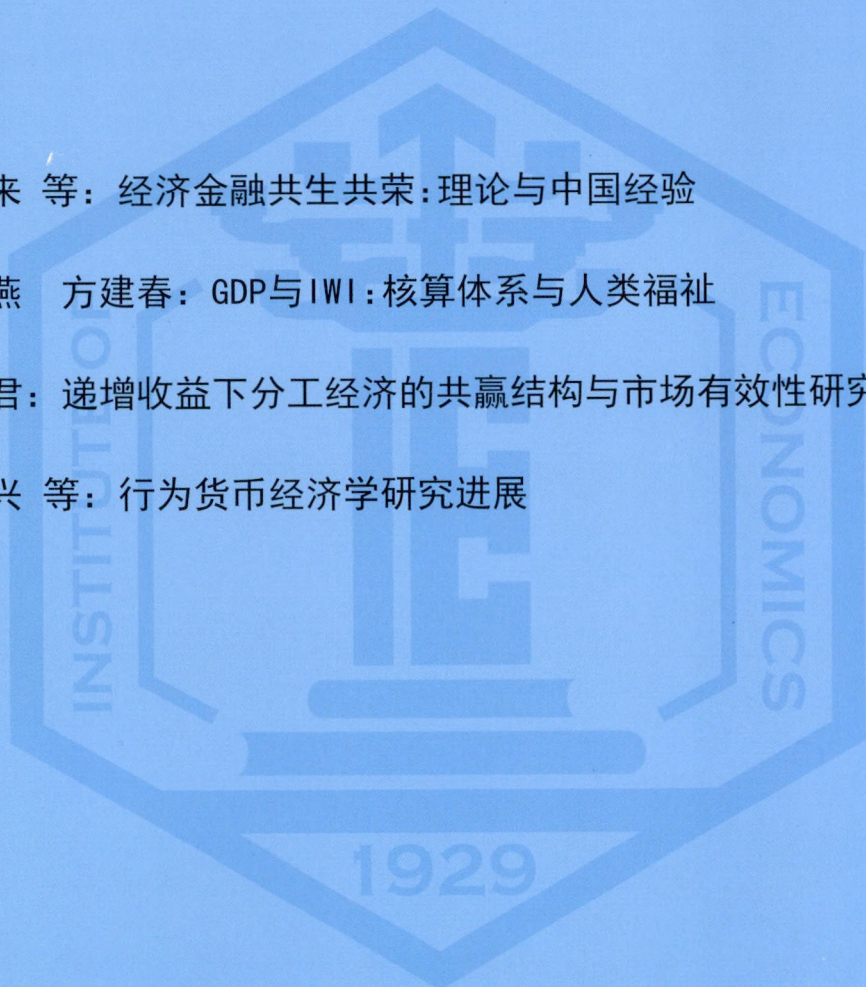 来 等：经济金融共生共荣：理论与中国经验
燕　方建春：GDP与IWI：核算体系与人类福祉
君：递增收益下分工经济的共赢结构与市场有效性研究
兴 等：行为货币经济学研究进展
INSTITUTE OF
ECONOMICS
1929